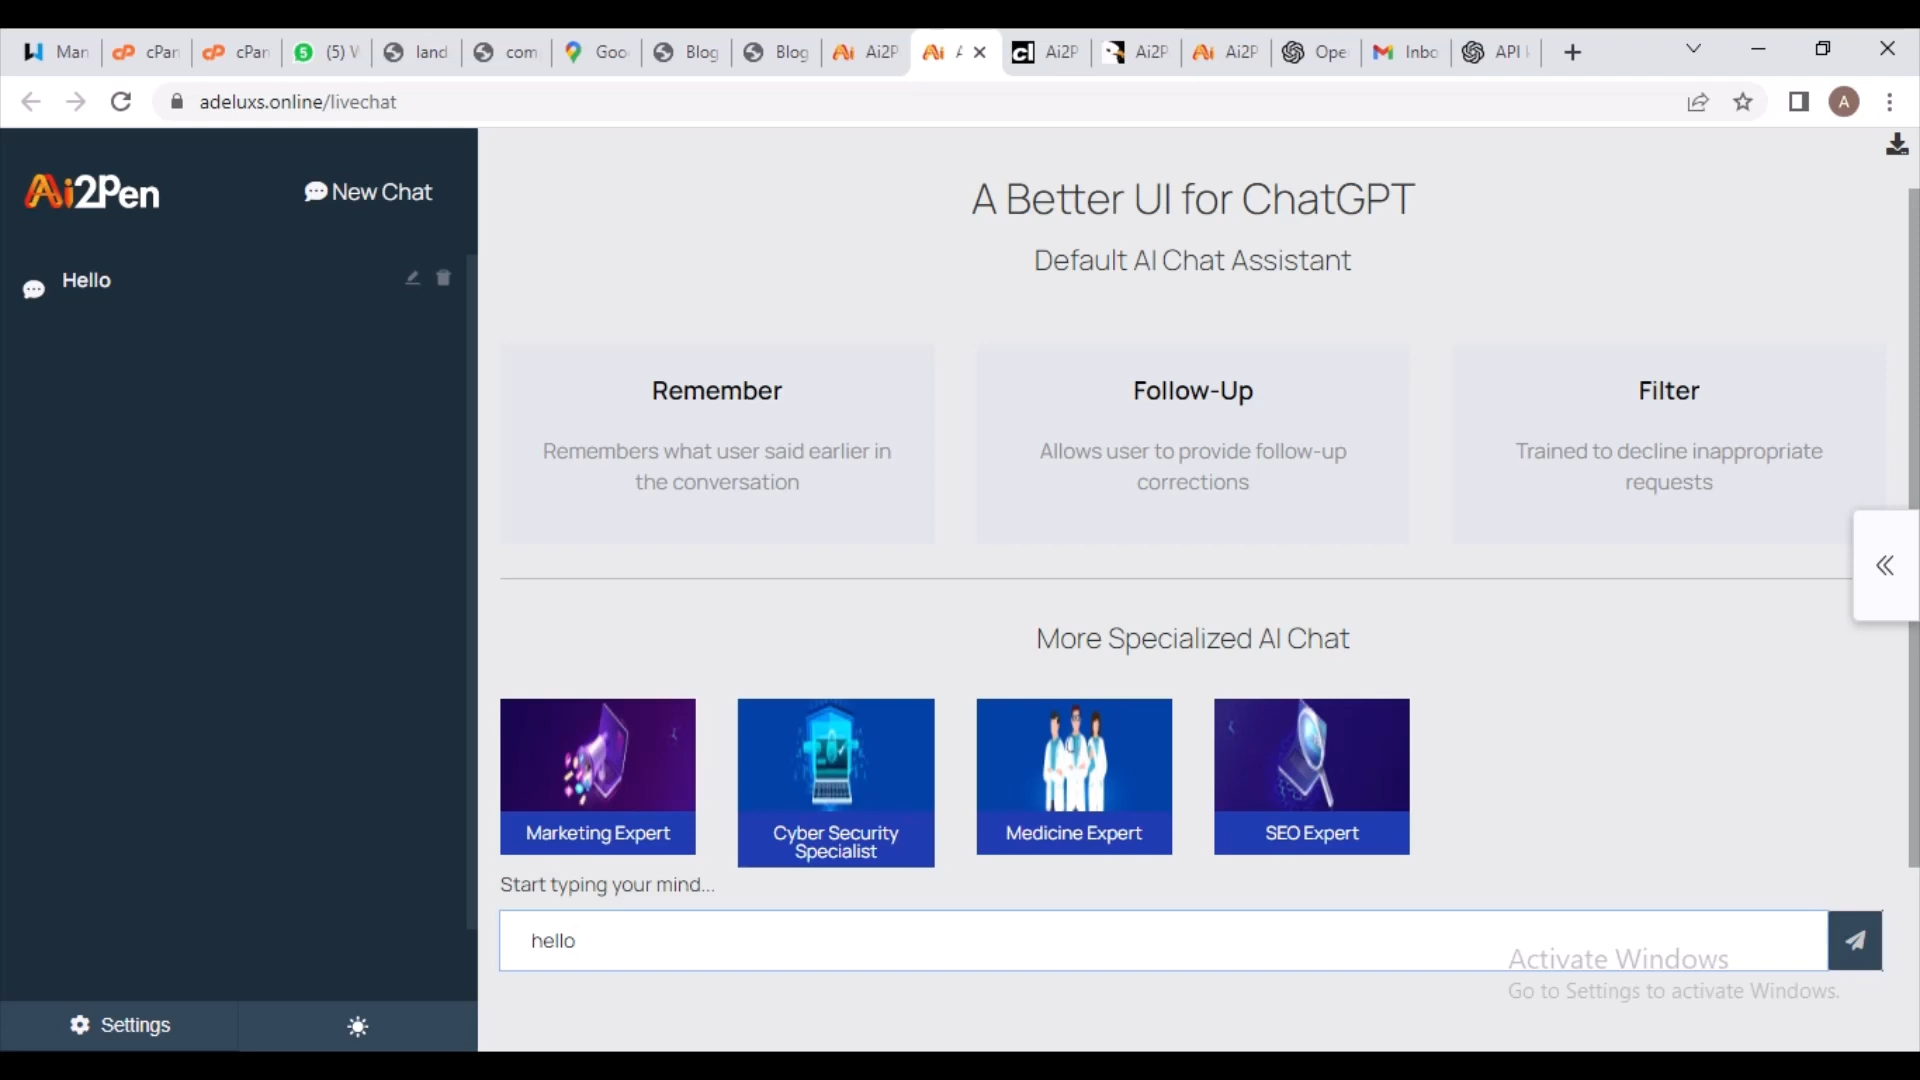 Man cPan cPan (5) W land com Goo Blog Blog Ai2P A Ai2P Ai2P Ai2P Ope Inbo API
adeluxs.online/livechat A
Ai2Pen New Chat
Hello
A Better UI for ChatGPT
Default AI Chat Assistant
Remember
Remembers what user said earlier in
the conversation
Follow-Up
Allows user to provide follow-up
corrections
Filter
Trained to decline inappropriate
requests
More Specialized AI Chat
Marketing Expert
Cyber Security
Specialist
Medicine Expert
SEO Expert
Start typing your mind...
hello
Activate Windows
Go to Settings to activate Windows.
Settings